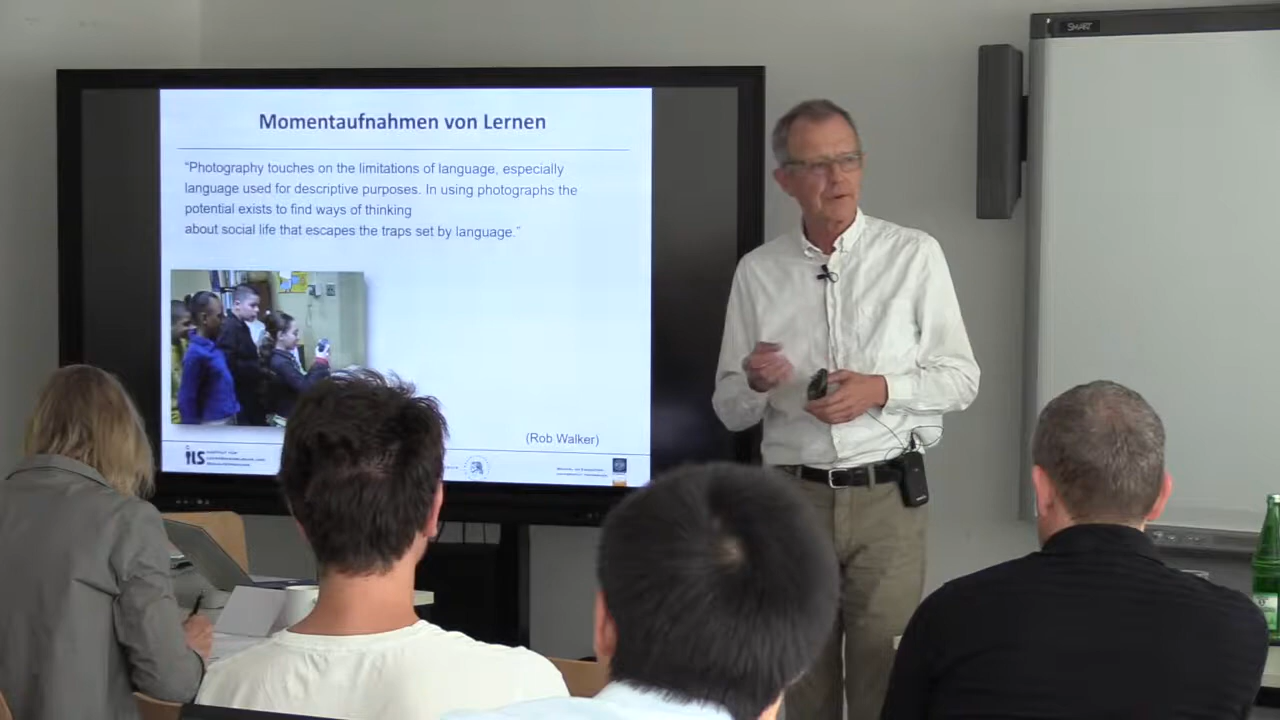 SMART
Momentaufnahmen von Lernen
“Photography touches on the limitations of language, especially
language used for descriptive purposes. In using photographs the
potential exists to find ways of thinking
about social life that escapes the traps set by language.”
(Rob Walker)
iLS